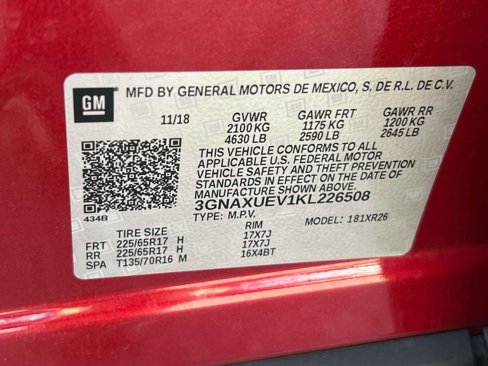 GM
MFD BY GENERAL MOTORS DE MEXICO, S. DE R.L. DE C.V.
11/18 GVWR GAWR FRT GAWR RR
2100 KG 1175 KG 1200 KG
4630 LB 2590 LB 2645 LB
THIS VEHICLE CONFORMS TO ALL
APPLICABLE U.S. FEDERAL MOTOR
VEHICLE SAFETY AND THEFT PREVENTION
STANDARDS IN EFFECT ON THE DATE OF
MANUFACTURE SHOWN ABOVE.
3GNAXUEV1KL226508
434B TYPE: M.P.V. MODEL: 181XR26
TIRE SIZE RIM
FRT 225/65R17 H 17X7J
RR 225/65R17 H 17X7J
SPA T135/70R16 M 16X4BT